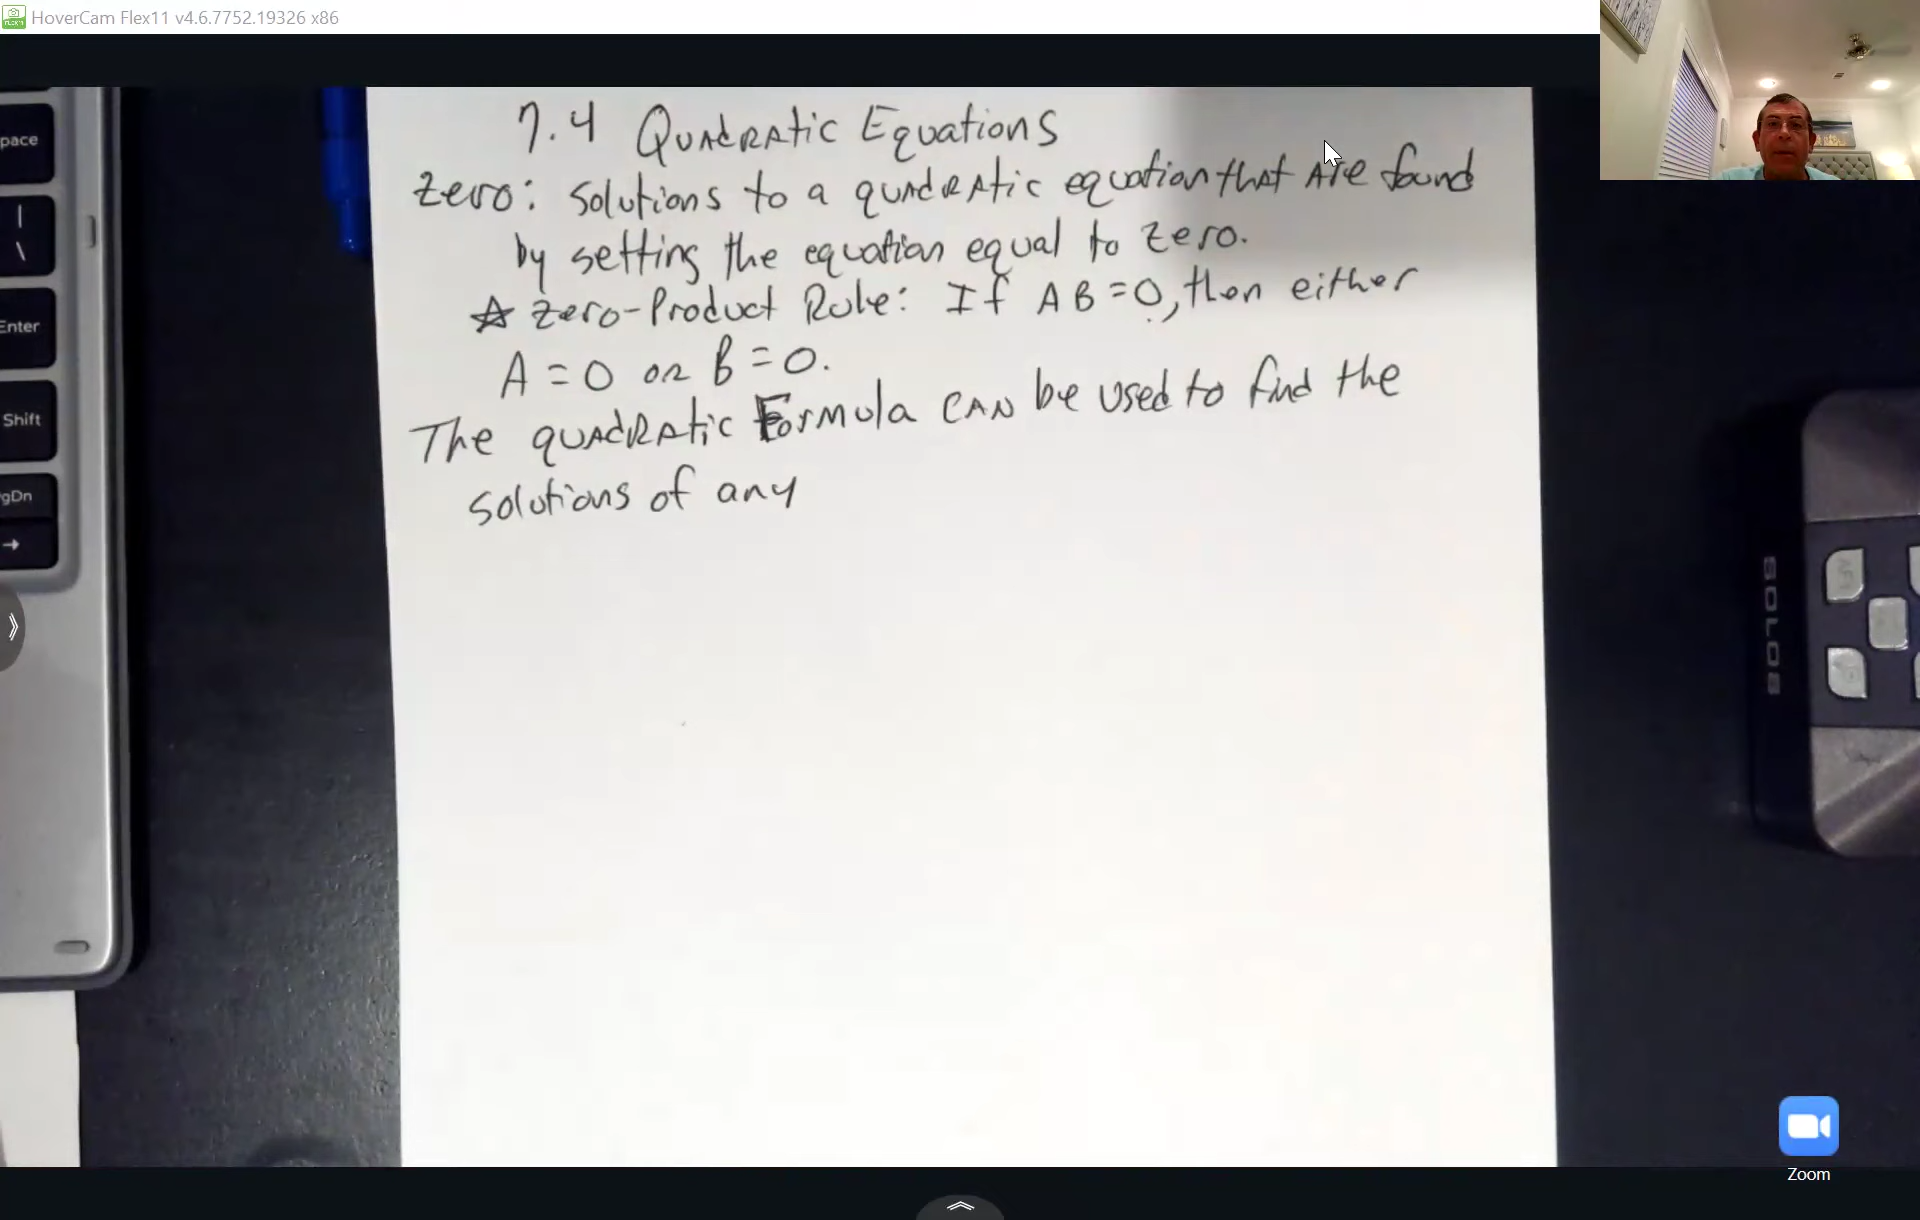 HoverCam Flex11 v4.6.7752.19326 x86
7.4 Quadratic Equations
Zero: solutions to a quadratic equation that are found
by setting the equation equal to zero.
☆ Zero-Product Rule: If AB=0, then either
A = 0 or B = 0.
The quadratic Formula can be used to find the
solutions of any
pace
|
\
Enter
Shift
gDn
→
SOLO8
Zoom